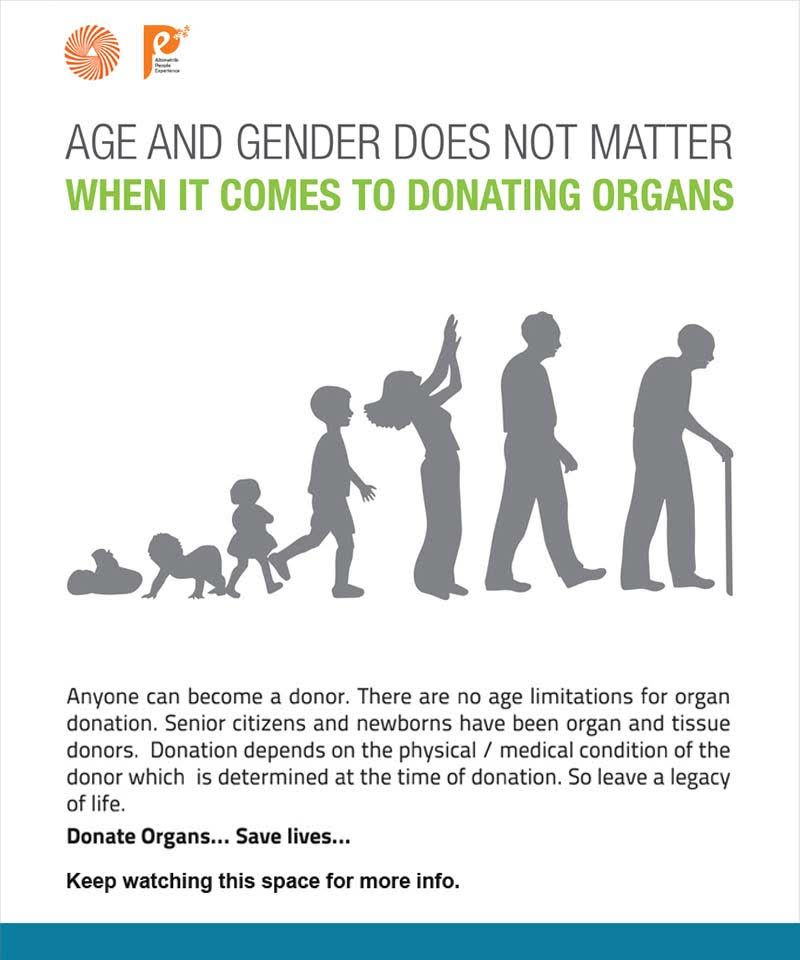 Altimetrik
People
Experience
AGE AND GENDER DOES NOT MATTER
WHEN IT COMES TO DONATING ORGANS
Anyone can become a donor. There are no age limitations for organ
donation. Senior citizens and newborns have been organ and tissue
donors. Donation depends on the physical / medical condition of the
donor which is determined at the time of donation. So leave a legacy
of life.
Donate Organs... Save lives...
Keep watching this space for more info.